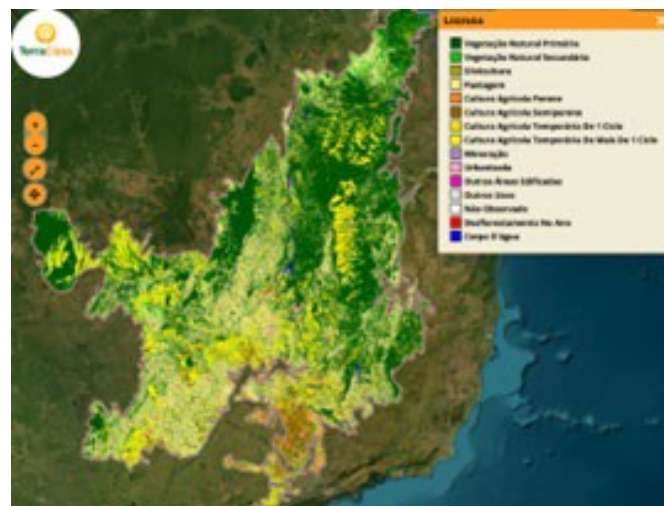 TerraClass
Legenda
Vegetação Natural Primária
Vegetação Natural Secundária
Silvicultura
Pastagem
Cultura Agrícola Perene
Cultura Agrícola Semiperene
Cultura Agrícola Temporária De 1 Ciclo
Cultura Agrícola Temporária De Mais De 1 Ciclo
Mineração
Urbanizada
Outras Áreas Edificadas
Outros Usos
Não Observado
Desflorestamento No Ano
Corpo D'água